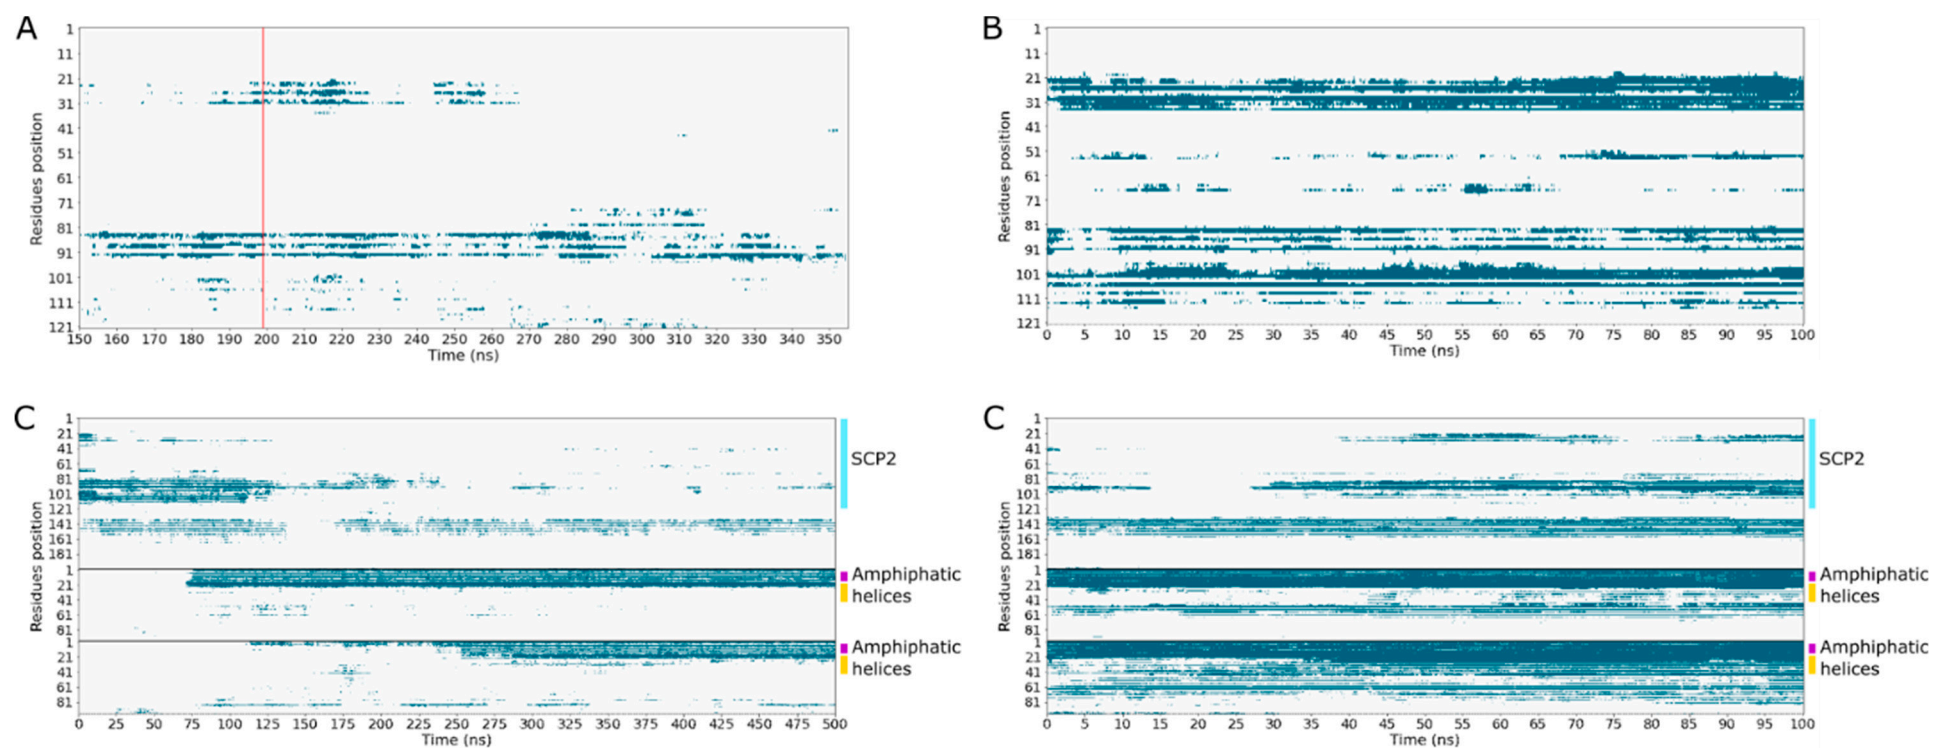 A
1
11
21
31
41
51
61
71
81
91
101
111
121
Residues position
150 160 170 180 190 200 210 220 230 240 250 260 270 280 290 300 310 320 330 340 350
Time (ns)
B
1
11
21
31
41
51
61
71
81
91
101
111
121
Residues position
0 5 10 15 20 25 30 35 40 45 50 55 60 65 70 75 80 85 90 95 100
Time (ns)
C
1
21
41
61
81
101
121
141
161
181
1
21
41
61
81
1
21
41
61
81
Residues position
0 25 50 75 100 125 150 175 200 225 250 275 300 325 350 375 400 425 450 475 500
Time (ns)
SCP2
Amphiphatic
helices
Amphiphatic
helices
C
1
21
41
61
81
101
121
141
161
181
1
21
41
61
81
1
21
41
61
81
Residues position
0 5 10 15 20 25 30 35 40 45 50 55 60 65 70 75 80 85 90 95 100
Time (ns)
SCP2
Amphiphatic
helices
Amphiphatic
helices